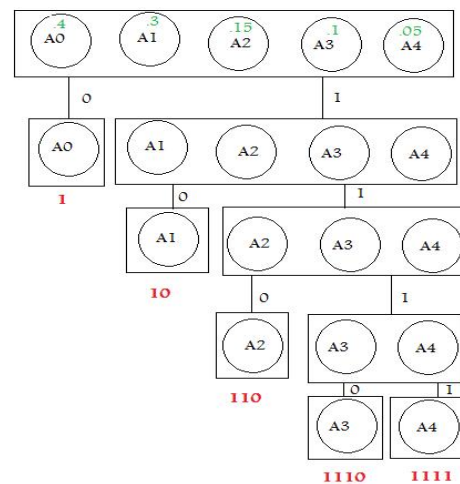 .4 .3 .15 .1 .05
A0 A1 A2 A3 A4
0 1
A0 A1 A2 A3 A4
1 0 1
A1 A2 A3 A4
10 0 1
A2 A3 A4
110 0 1
A3 A4
1110 1111